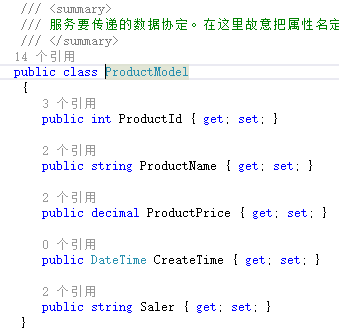 /// <summary>
/// 服务要传递的数据协定。在这里故意把属性名定
14 个引用
public class ProductModel
{
3 个引用
public int ProductId { get; set; }
2 个引用
public string ProductName { get; set; }
2 个引用
public decimal ProductPrice { get; set; }
0 个引用
public DateTime CreateTime { get; set; }
2 个引用
public string Saler { get; set; }
}